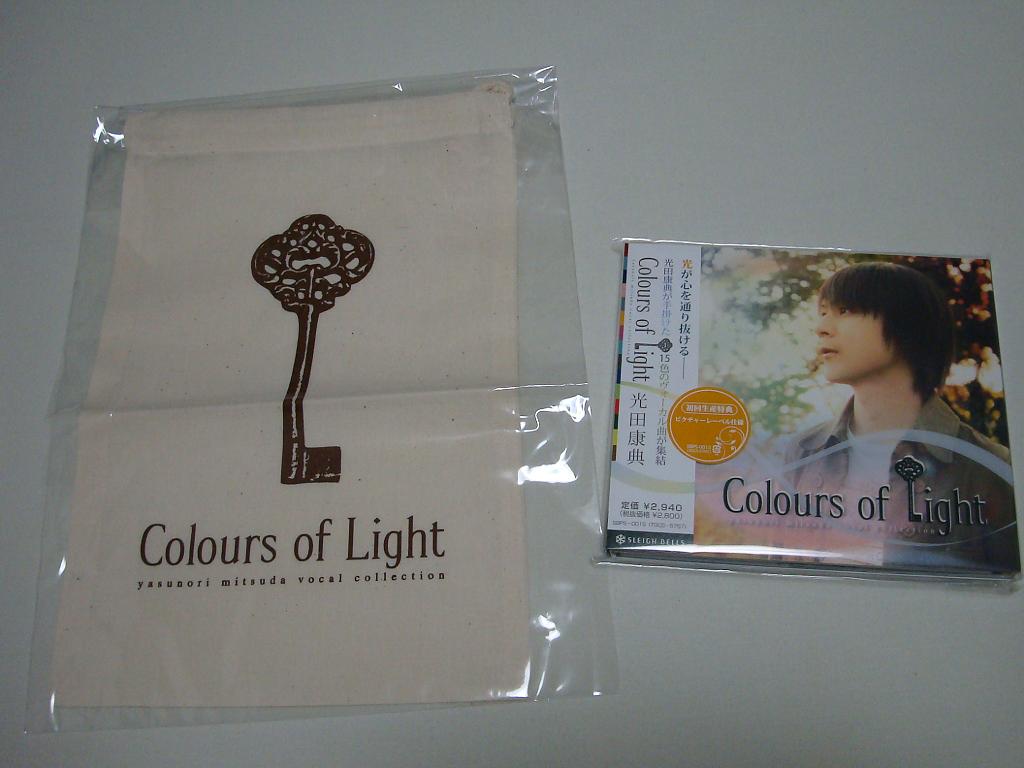 Colours of Light
yasunori mitsuda vocal collection
光が心を通り抜ける――
光田康典が手掛けた15色のヴォーカル曲が集結
Colours of Light 光田康典
初回生産特典
ピクチャーレーベル仕様
定価 ¥2,940
(税抜価格 ¥2,800)
SLEIGH BELLS
Colours of Light
yasunori mitsuda vocal collection